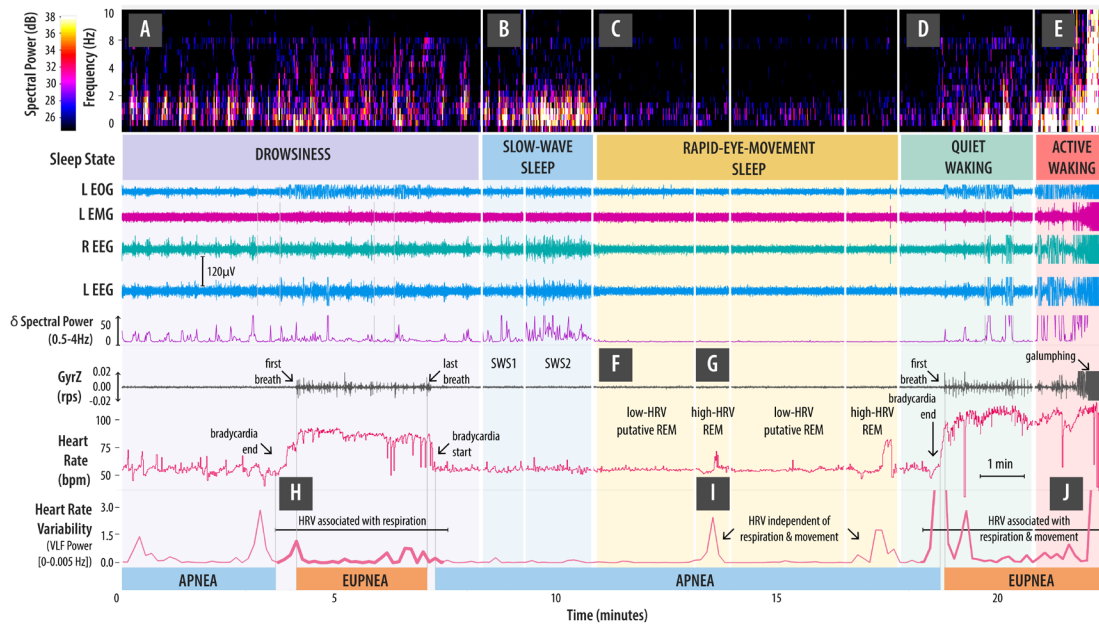 Spectral Power (dB)
38
36
34
32
30
28
26
Frequency (Hz)
10
8
6
4
2
0
A
B
C
D
E
Sleep State
DROWSINESS
SLOW-WAVE
SLEEP
RAPID-EYE-MOVEMENT
SLEEP
QUIET
WAKING
ACTIVE
WAKING
L EOG
L EMG
R EEG
120µV
L EEG
δ Spectral Power
(0.5-4Hz)
50
0
SWS1
SWS2
F
G
GyrZ
(rps)
0.02
0.00
-0.02
first
breath
last
breath
first
breath
galumphing
bradycardia
end
bradycardia
start
bradycardia
end
low-HRV
putative REM
high-HRV
REM
low-HRV
putative REM
high-HRV
REM
Heart
Rate
(bpm)
100
75
50
1 min
H
I
J
Heart Rate
Variability
(VLF Power
[0-0.005 Hz])
3.0
1.5
0.0
HRV associated with respiration
HRV independent of
respiration & movement
HRV associated with
respiration & movement
APNEA
EUPNEA
APNEA
EUPNEA
0
5
10
15
20
Time (minutes)